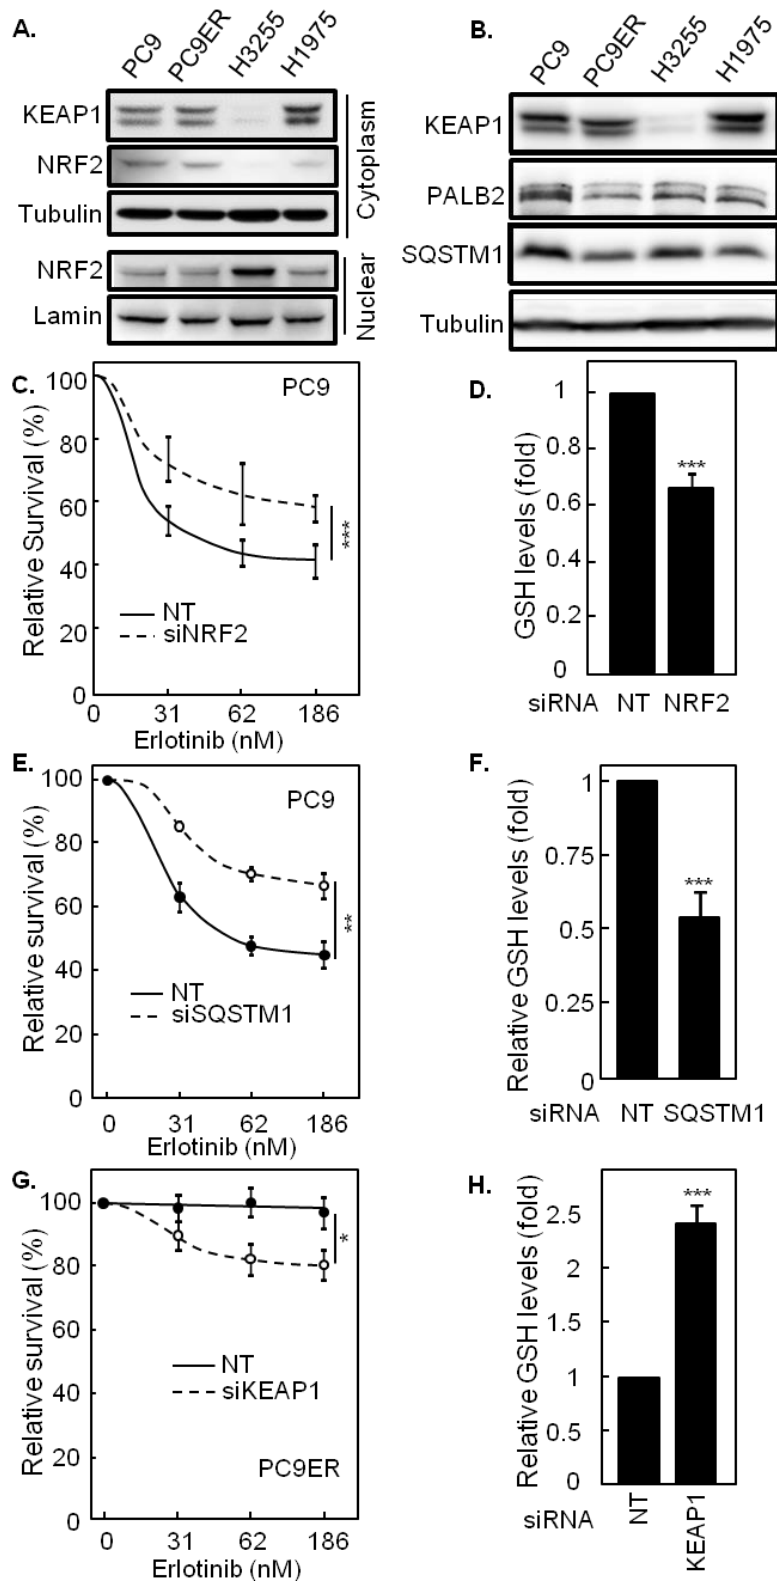 A.
PC9
PC9ER
H3255
H1975
KEAP1
NRF2
Tubulin
Cytoplasm
NRF2
Lamin
Nuclear
B.
PC9
PC9ER
H3255
H1975
KEAP1
PALB2
SQSTM1
Tubulin
C.
PC9
Relative Survival (%)
100
80
60
40
20
0
***
NT
siNRF2
0 31 62 186
Erlotinib (nM)
D.
GSH levels (fold)
1
0.8
0.6
0.4
0.2
0
***
siRNA NT NRF2
E.
PC9
Relative survival (%)
100
80
60
40
20
0
**
NT
siSQSTM1
0 31 62 186
Erlotinib (nM)
F.
Relative GSH levels (fold)
1
0.75
0.5
0.25
0
***
siRNA NT SQSTM1
G.
Relative survival (%)
100
80
60
40
20
0
*
NT
siKEAP1
PC9ER
0 31 62 186
Erlotinib (nM)
H.
Relative GSH levels (fold)
2.5
2
1.5
1
0.5
0
***
siRNA NT KEAP1